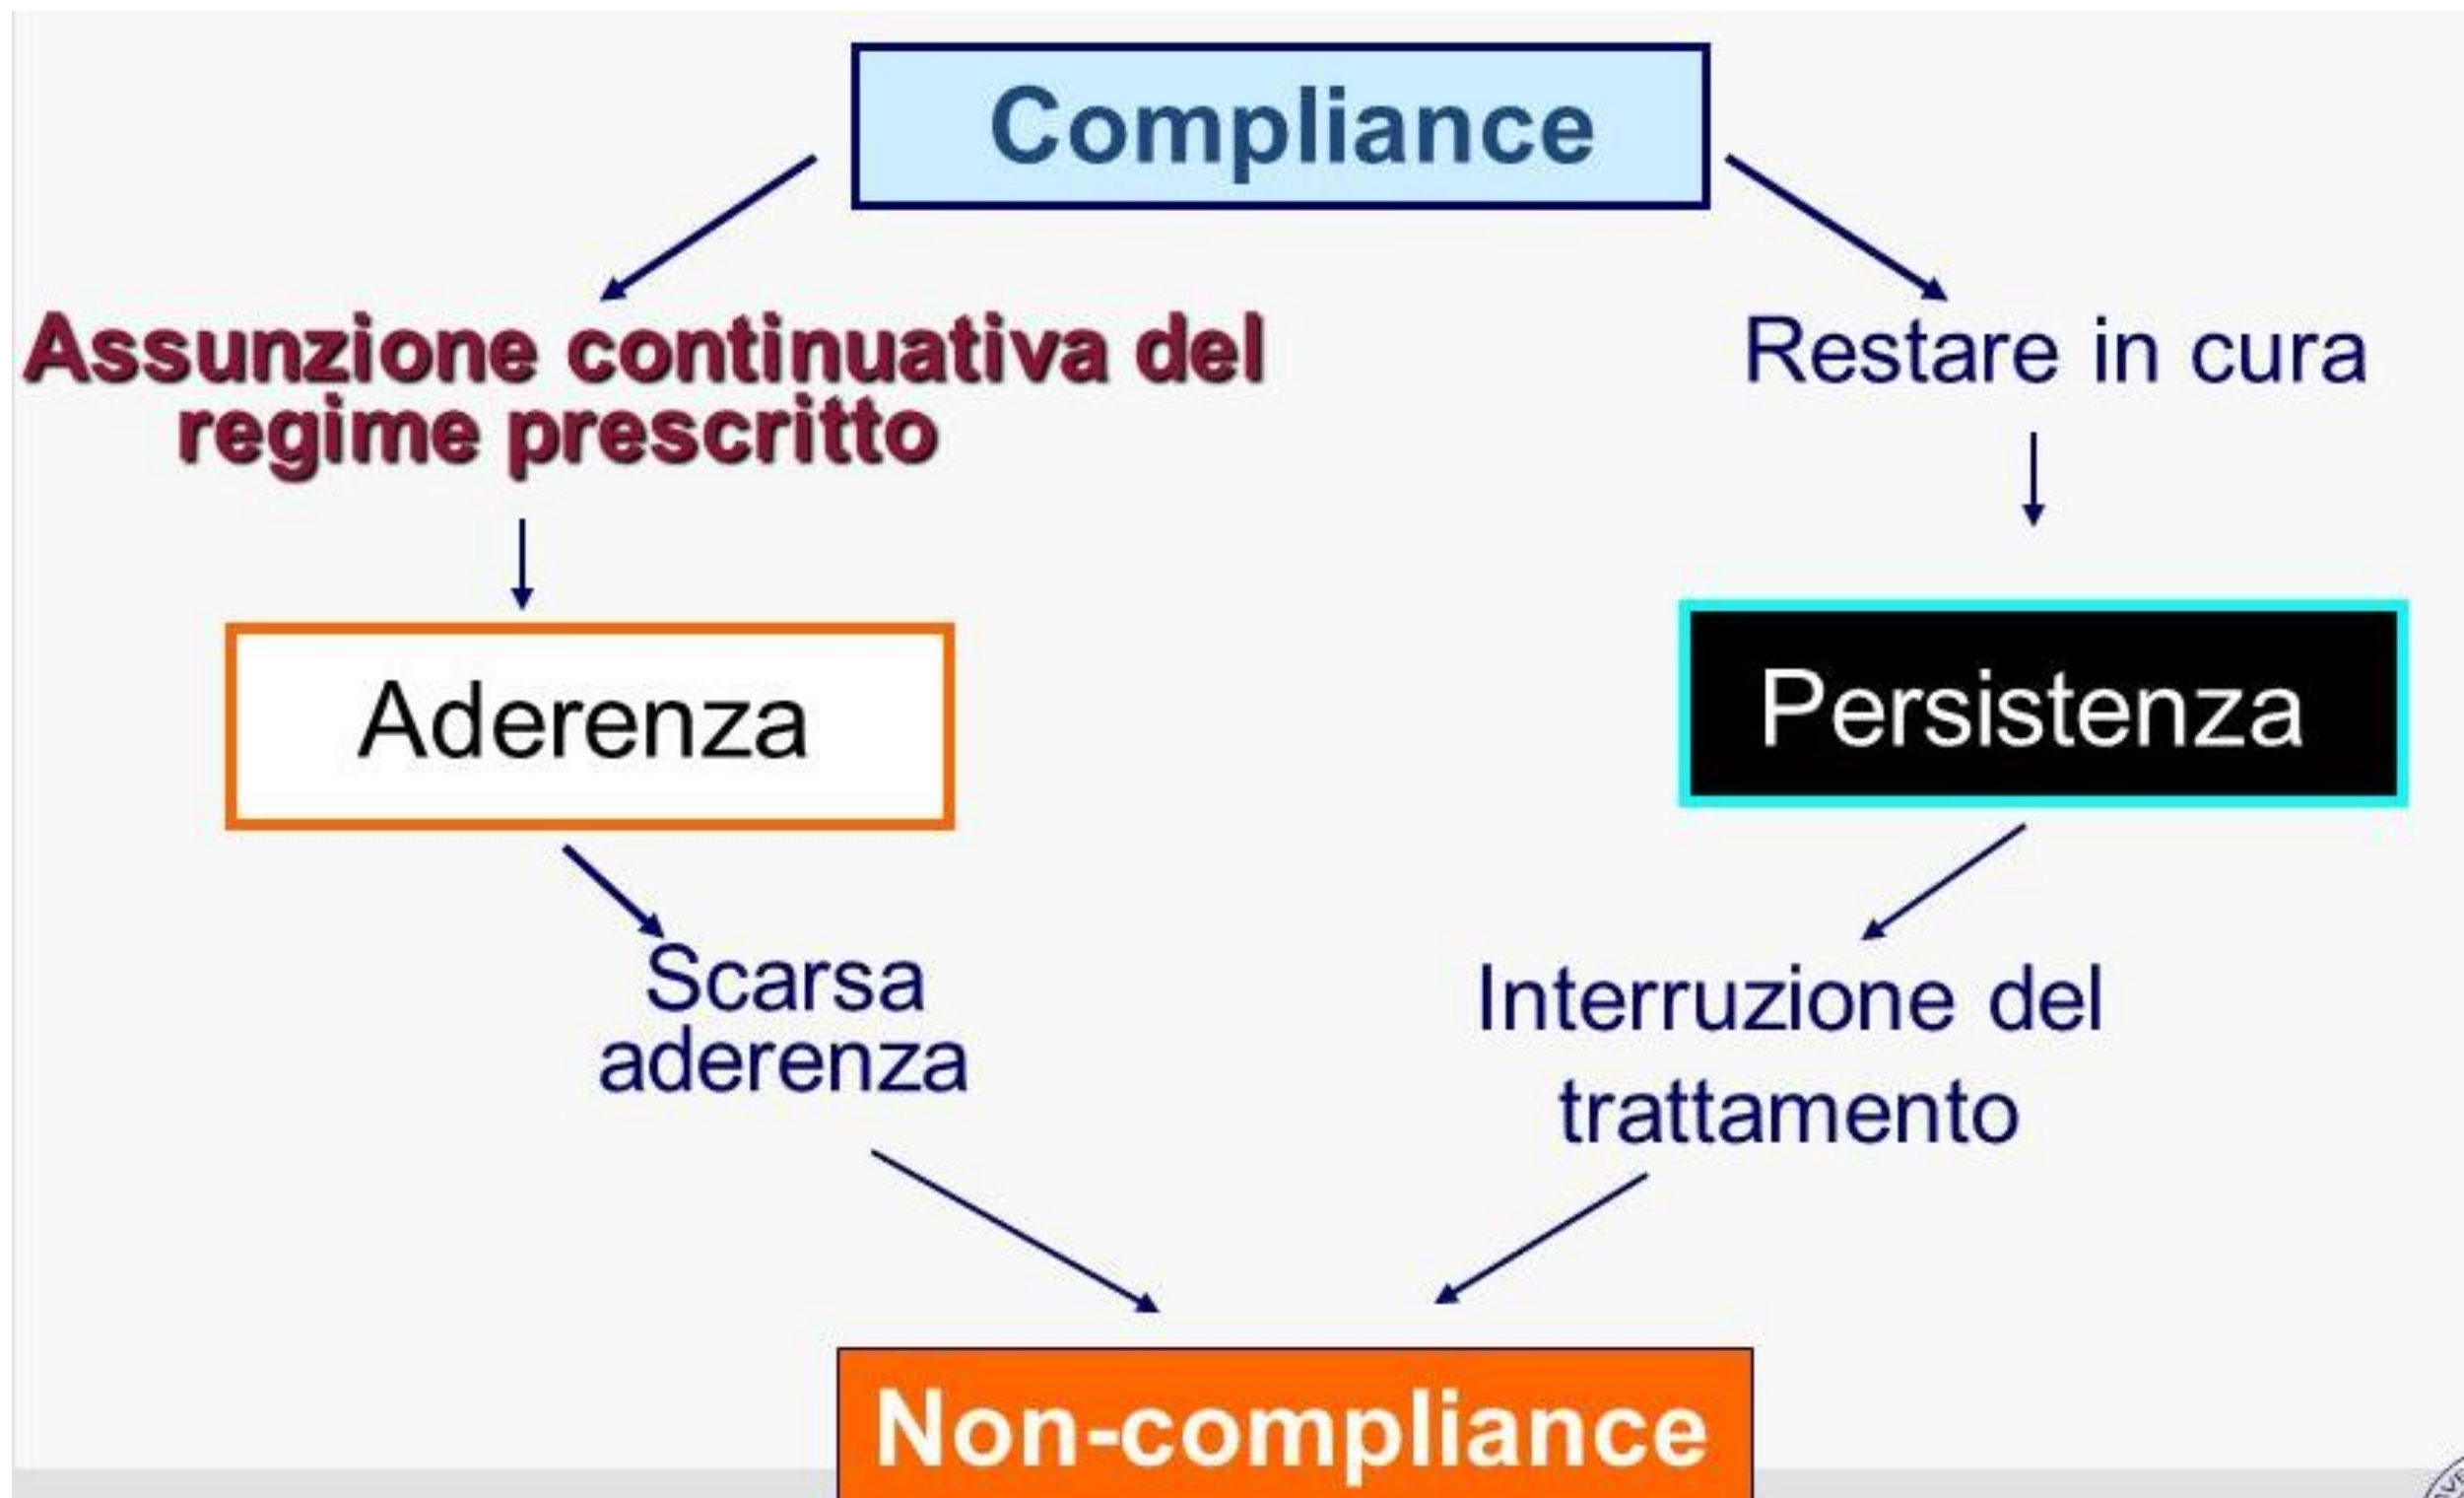 Compliance
Assunzione continuativa del
regime prescritto
Restare in cura
Aderenza
Persistenza
Scarsa
aderenza
Interruzione del
trattamento
Non-compliance